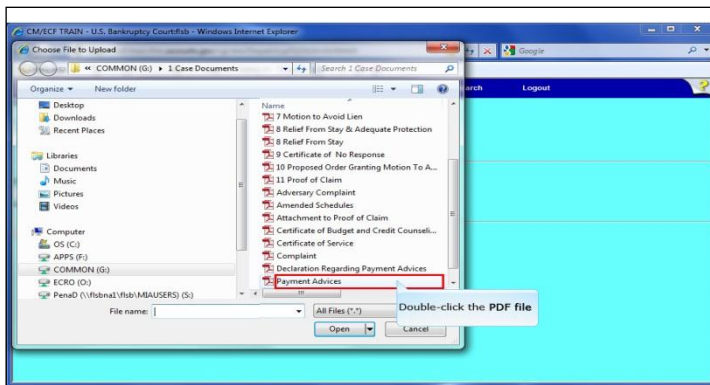 CM/ECF TRAIN - U.S. Bankruptcy Court:flsb - Windows Internet Explorer
Choose File to Upload
Google
« COMMON (G:) ▸ 1 Case Documents
Search 1 Case Documents
Organize
New folder
Logout
Desktop
Downloads
Recent Places
Libraries
Documents
Music
Pictures
Videos
Computer
OS (C:)
APPS (F:)
COMMON (G:)
ECRO (O:)
PenaD (\\flsbna1\flsb\MIAUSERS) (S:)
Name
7 Motion to Avoid Lien
8 Relief From Stay & Adequate Protection
8 Relief From Stay
9 Certificate of No Response
10 Proposed Order Granting Motion To A...
11 Proof of Claim
Adversary Complaint
Amended Schedules
Attachment to Proof of Claim
Certificate of Budget and Credit Counseli...
Certificate of Service
Complaint
Declaration Regarding Payment Advices
Payment Advices
Double-click the PDF file
File name:
All Files (*.*)
Open
Cancel